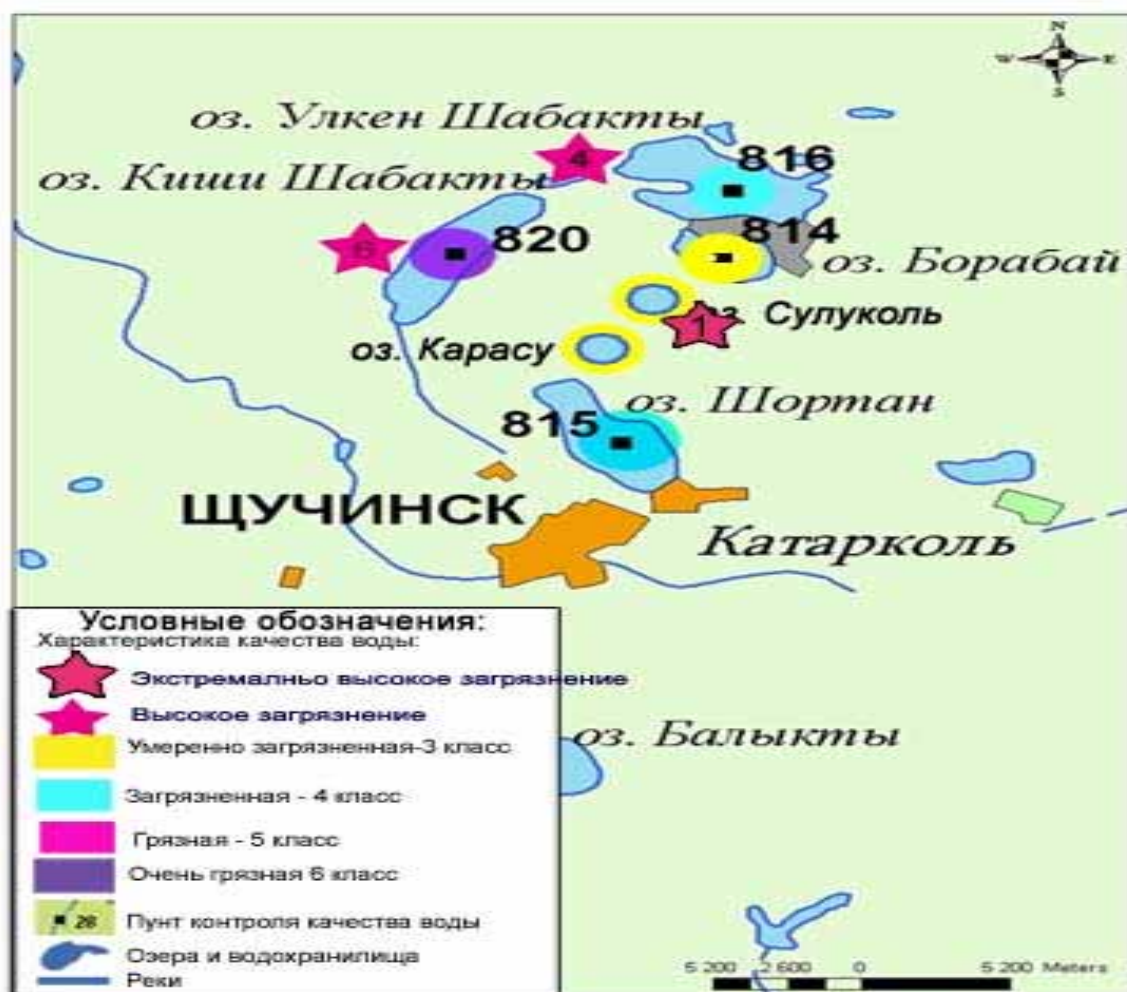 N
W E
S
оз. Улкен Шабакты
4
816
оз. Киши Шабакты
820
814
6
оз. Борабай
оз. Сулуколь
1
оз. Карасу
оз. Шортан
815
ЩУЧИНСК
Катарколь
Условные обозначения:
Характеристика качества воды:
Экстремалньо высокое загрязнение
Высокое загрязнение
Умеренно загрязненная-3 класс
оз. Балыкты
Загрязненная - 4 класс
Грязная - 5 класс
Очень грязная 6 класс
28 Пунт контроля качества воды
Озера и водохранилища
Реки
5 200 2 600 0 5 200 Meters